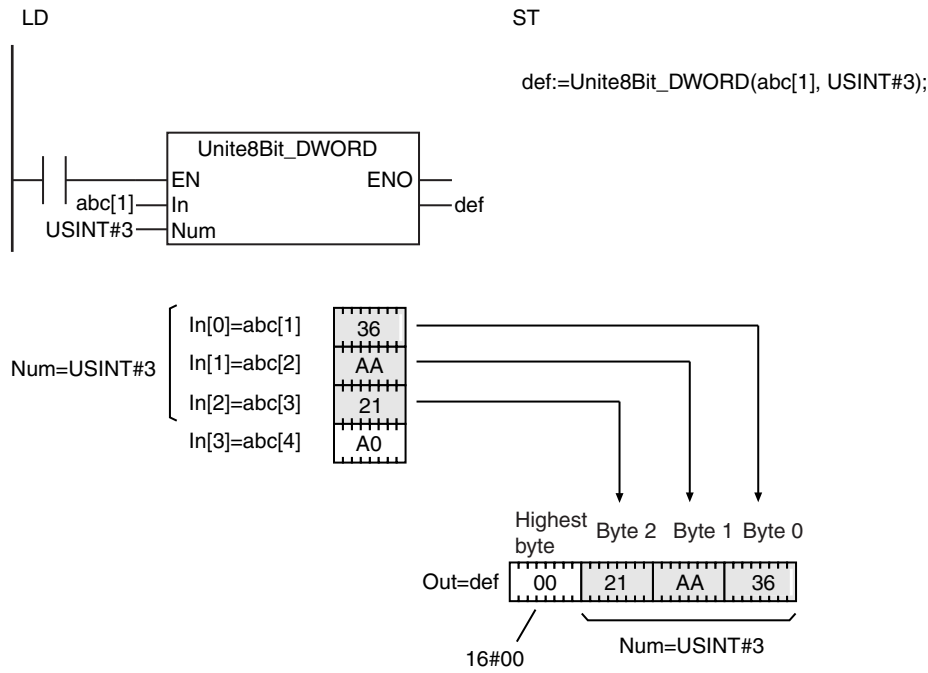 LD
ST
def:=Unite8Bit_DWORD(abc[1], USINT#3);
Unite8Bit_DWORD
EN ENO
abc[1] In def
USINT#3 Num
In[0]=abc[1] 36
Num=USINT#3
In[1]=abc[2] AA
In[2]=abc[3] 21
In[3]=abc[4] A0
Highest
byte
Byte 2 Byte 1 Byte 0
Out=def 00 21 AA 36
16#00
Num=USINT#3